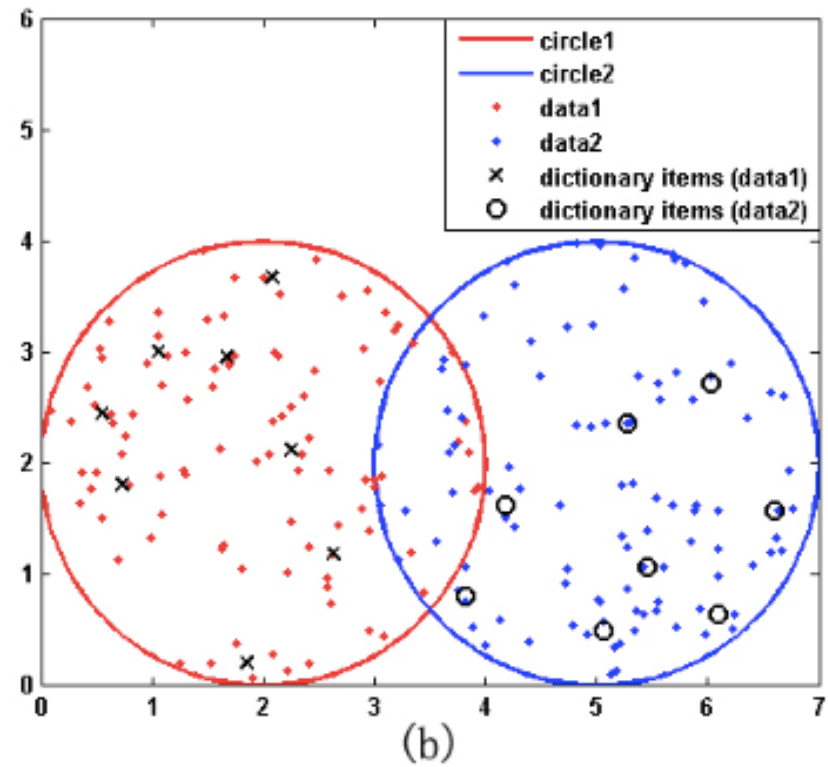 6
circle1
circle2
5
data1
data2
dictionary items (data1)
dictionary items (data2)
4
3
2
1
0
0 1 2 3 4 5 6 7
(b)